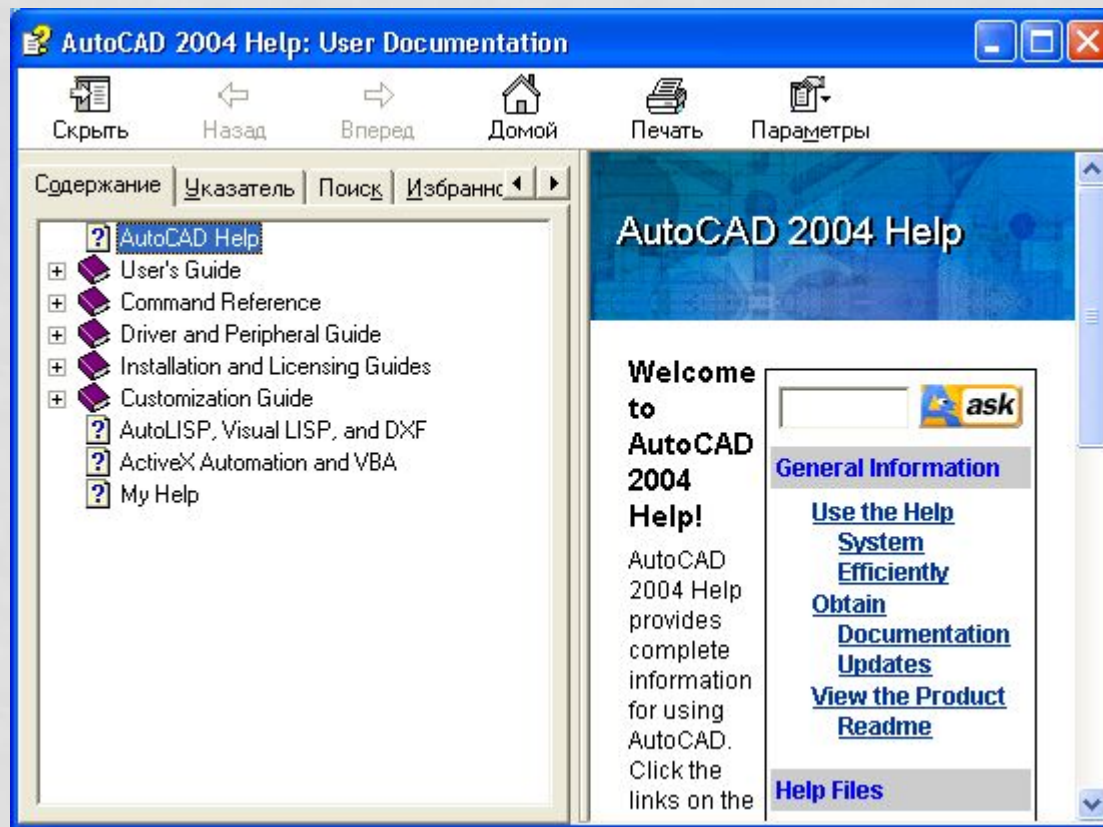 AutoCAD 2004 Help: User Documentation
Скрыть Назад Вперед Домой Печать Параметры
Содержание Указатель Поиск Избранно
AutoCAD Help
User's Guide
Command Reference
Driver and Peripheral Guide
Installation and Licensing Guides
Customization Guide
AutoLISP, Visual LISP, and DXF
ActiveX Automation and VBA
My Help
AutoCAD 2004 Help
Welcome
to
AutoCAD
2004
Help!
AutoCAD
2004 Help
provides
complete
information
for using
AutoCAD.
Click the
links on the
ask
General Information
Use the Help
System
Efficiently
Obtain
Documentation
Updates
View the Product
Readme
Help Files